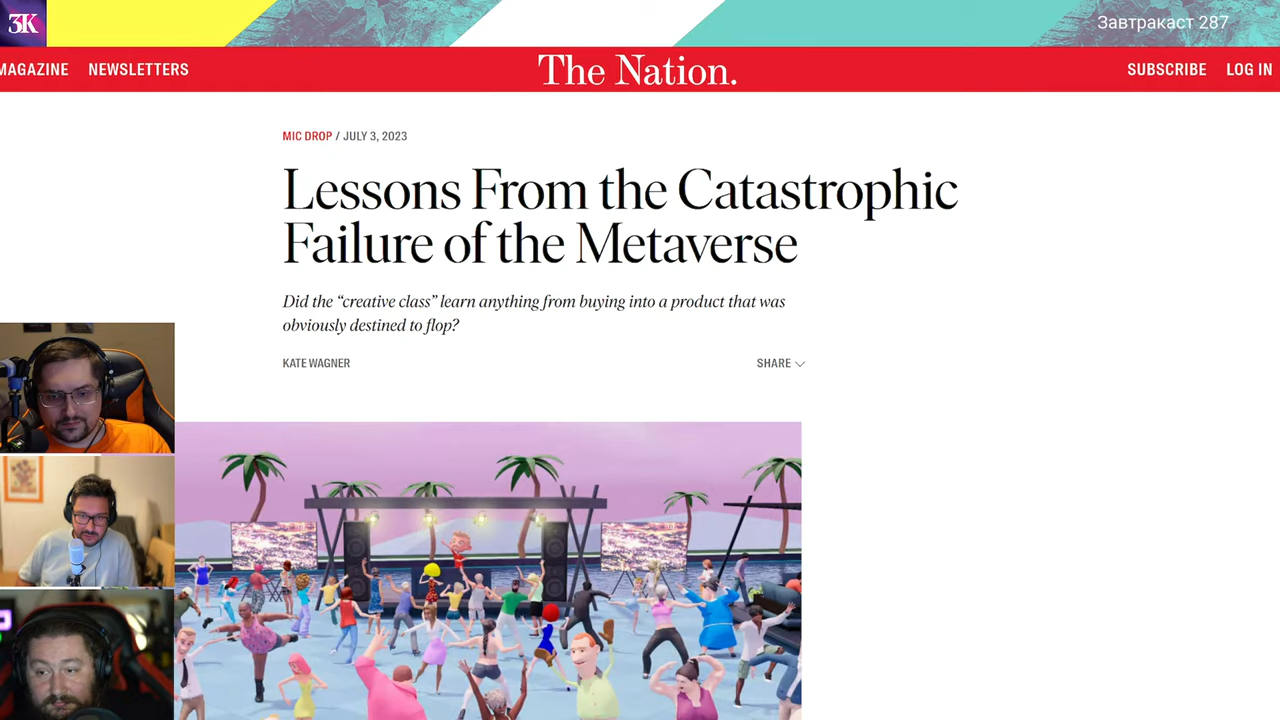 3K
Завтракаст 287
MAGAZINE NEWSLETTERS
The Nation.
SUBSCRIBE LOG IN
MIC DROP / JULY 3, 2023
Lessons From the Catastrophic
Failure of the Metaverse
Did the “creative class” learn anything from buying into a product that was
obviously destined to flop?
KATE WAGNER
SHARE